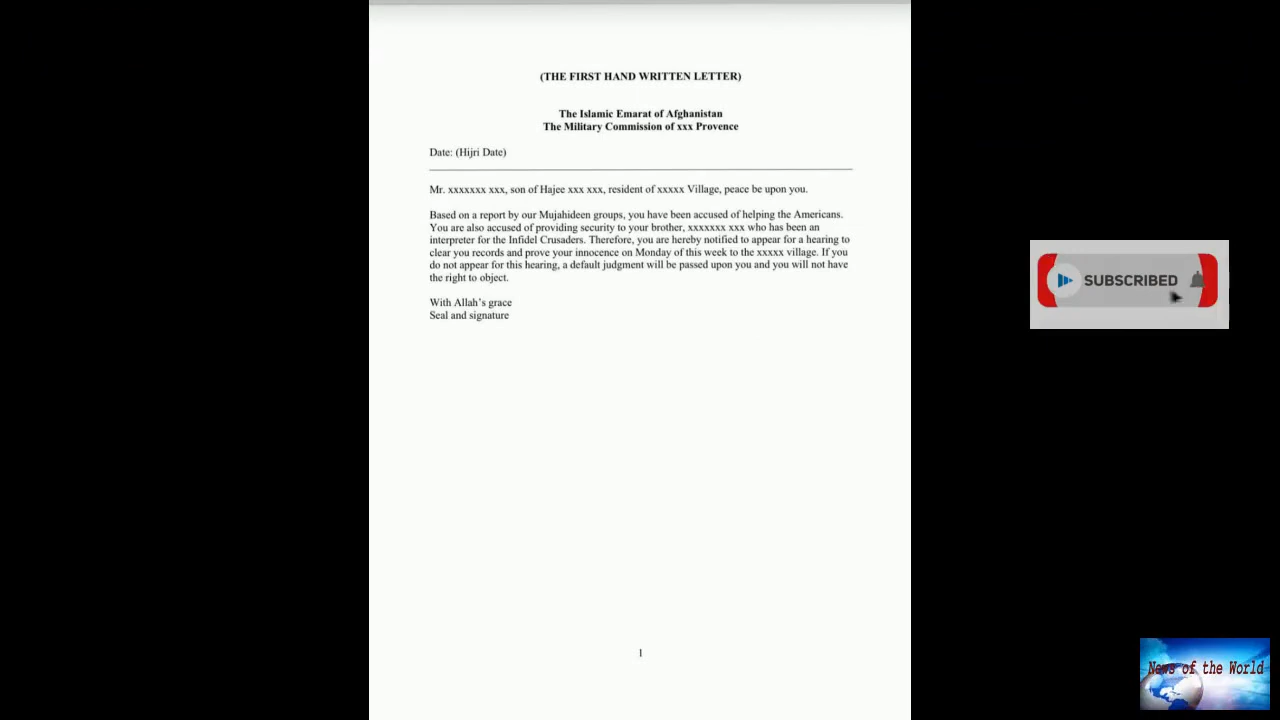 (THE FIRST HAND WRITTEN LETTER)
The Islamic Emarat of Afghanistan
The Military Commission of xxx Provence
Date: (Hijri Date)
Mr. xxxxxxx xxx, son of Hajee xxx xxx, resident of xxxxx Village, peace be upon you.
Based on a report by our Mujahideen groups, you have been accused of helping the Americans.
You are also accused of providing security to your brother, xxxxxxx xxx who has been an
interpreter for the Infidel Crusaders. Therefore, you are hereby notified to appear for a hearing to
clear you records and prove your innocence on Monday of this week to the xxxxx village. If you
do not appear for this hearing, a default judgment will be passed upon you and you will not have
the right to object.
With Allah's grace
Seal and signature
1
SUBSCRIBED
News of the World